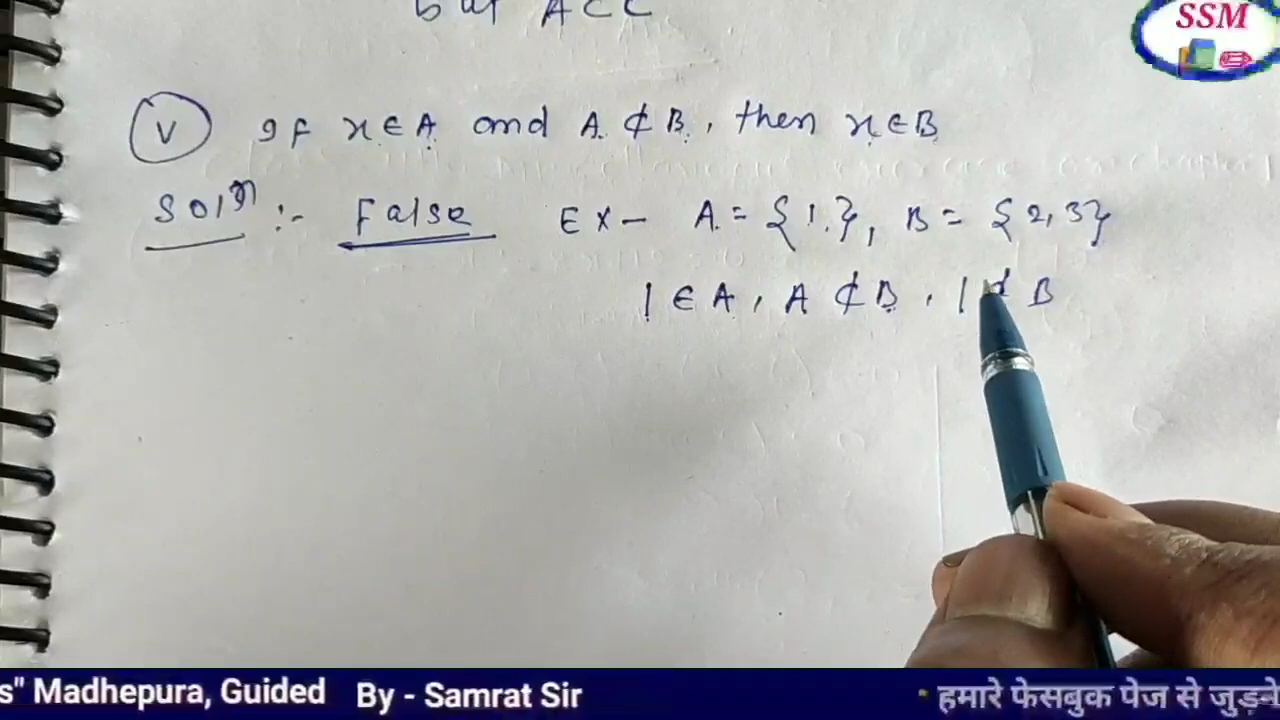 but A⊂C
SSM
(v) If x∈A and A ⊄ B, then x∈B
Solⁿ :- False Ex- A = {1.}, B = {2,3}
1 ∈ A, A ⊄ B, 1 ∉ B
s" Madhepura, Guided By - Samrat Sir • हमारे फेसबुक पेज से जुड़ने